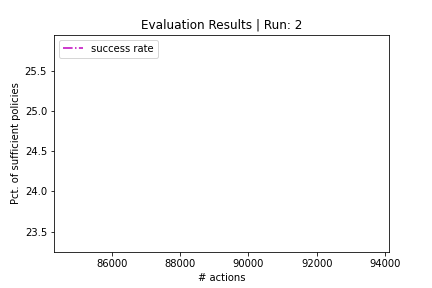 Evaluation Results | Run: 2
success rate
Pct. of sufficient policies
25.5
25.0
24.5
24.0
23.5
86000 88000 90000 92000 94000
# actions